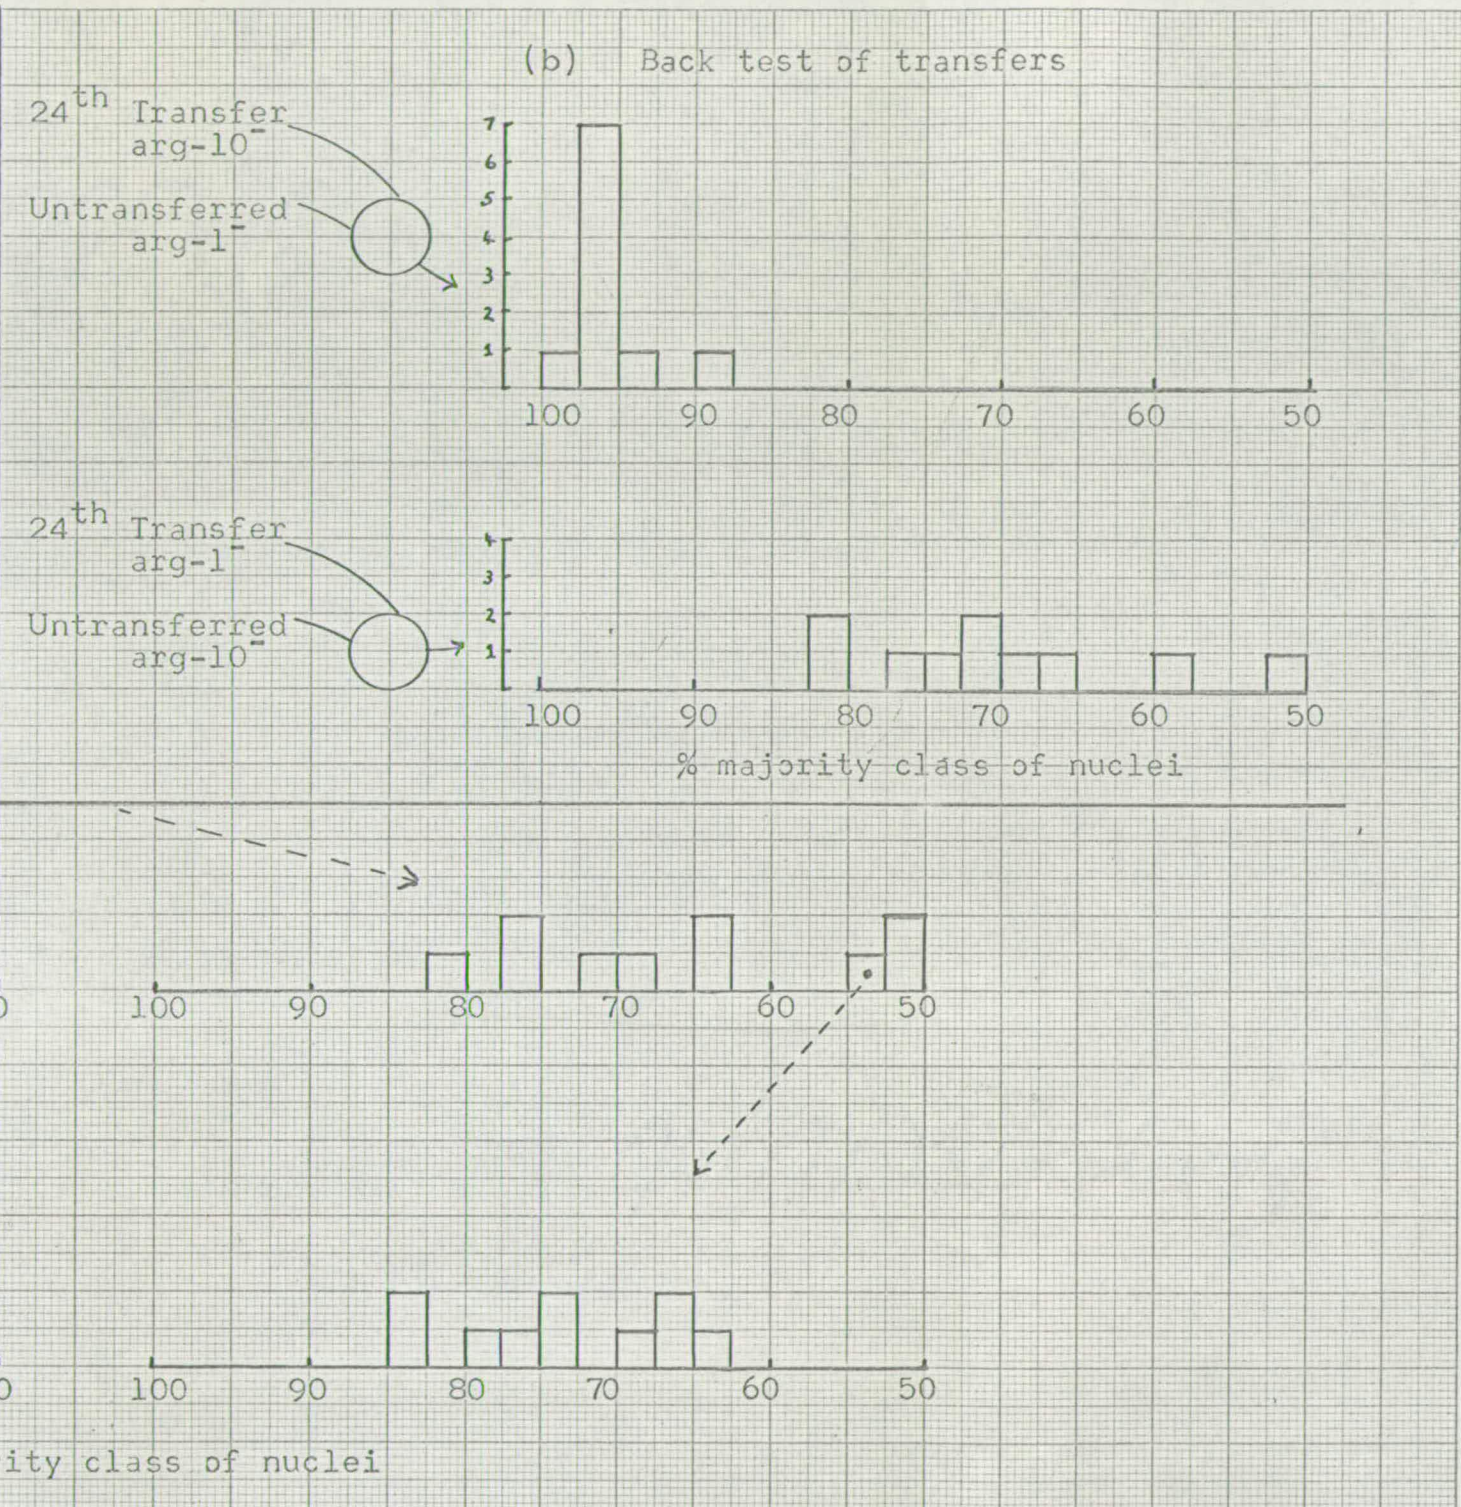 (b) Back test of transfers
24th Transfer
arg-10-
Untransferred
arg-1-
7
6
5
4
3
2
1
100 90 80 70 60 50
24th Transfer
arg-1-
Untransferred
arg-10-
4
3
2
1
100 90 80 70 60 50
% majority class of nuclei
0 100 90 80 70 60 50
0 100 90 80 70 60 50
ity class of nuclei